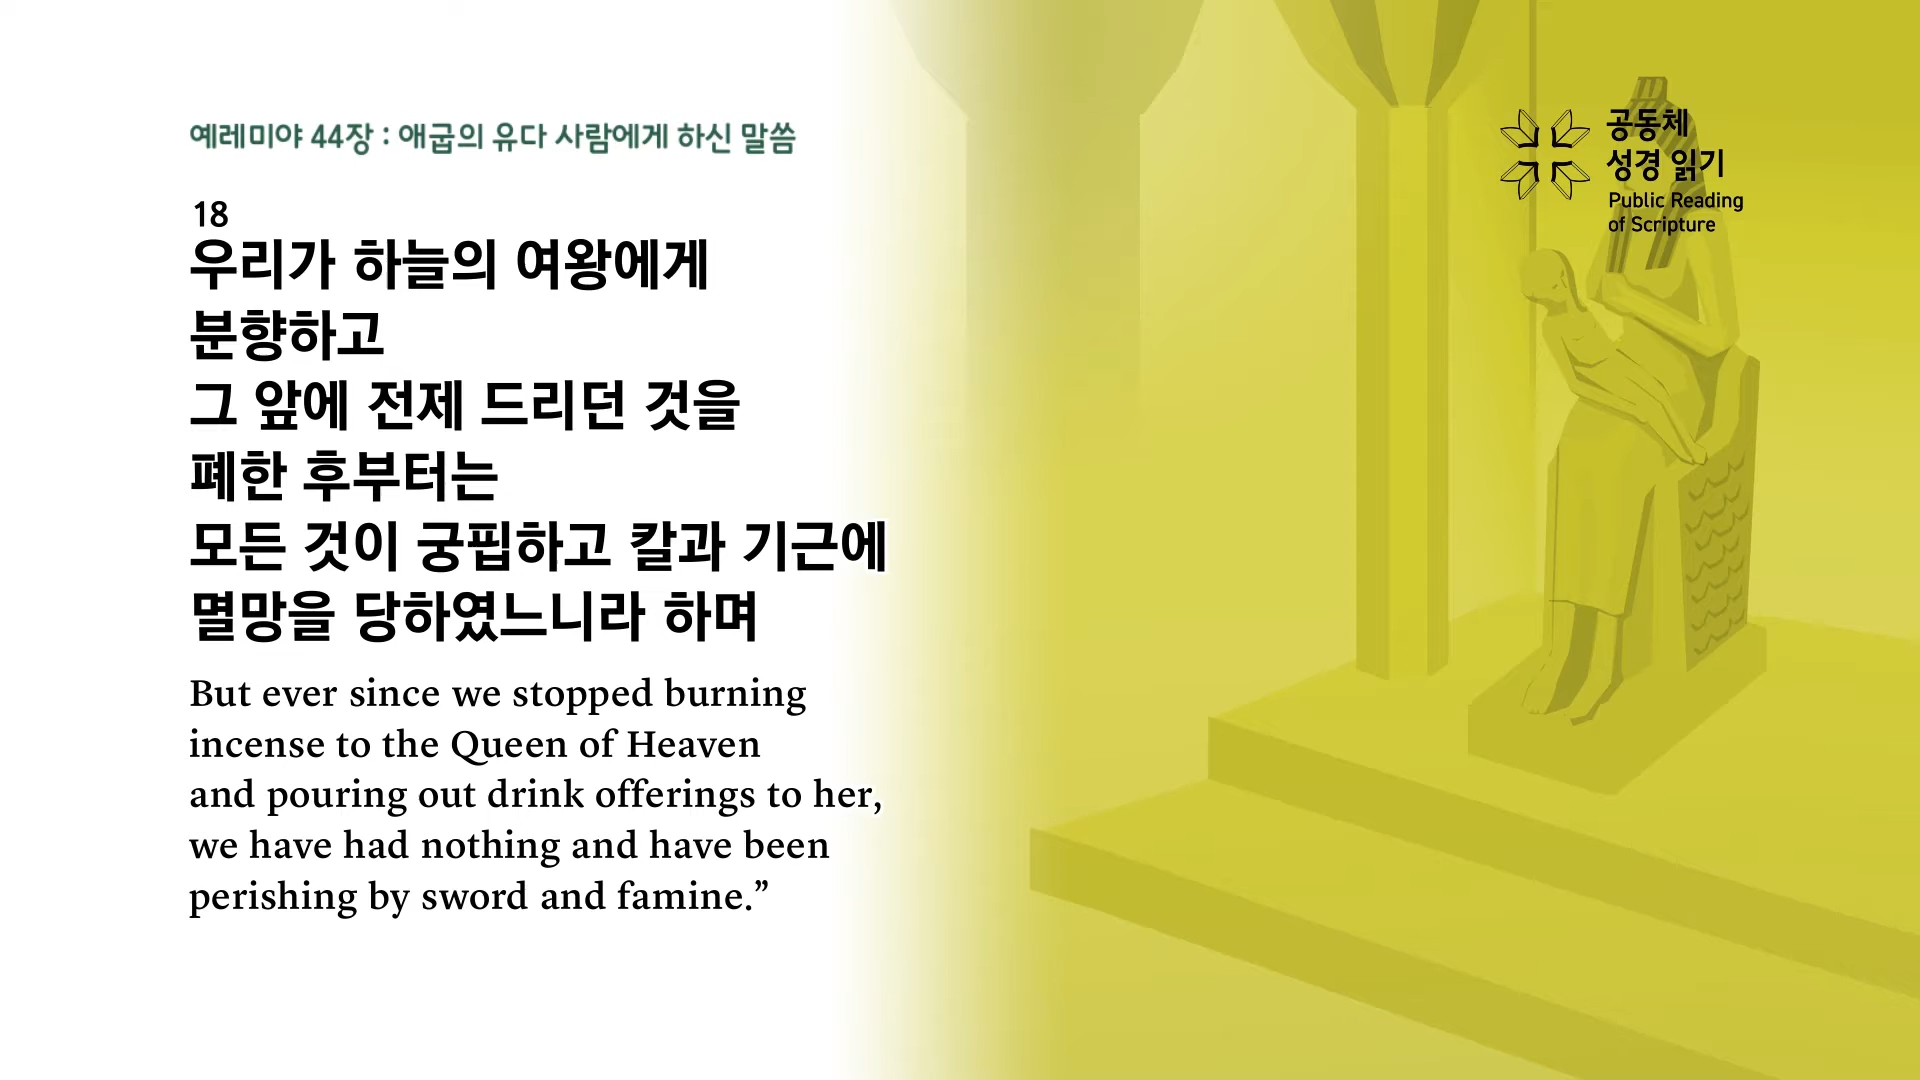 예레미야 44장 : 애굽의 유다 사람에게 하신 말씀
18
우리가 하늘의 여왕에게
분향하고
그 앞에 전제 드리던 것을
폐한 후부터는
모든 것이 궁핍하고 칼과 기근에
멸망을 당하였느니라 하며
But ever since we stopped burning
incense to the Queen of Heaven
and pouring out drink offerings to her,
we have had nothing and have been
perishing by sword and famine.”
공동체
성경 읽기
Public Reading
of Scripture